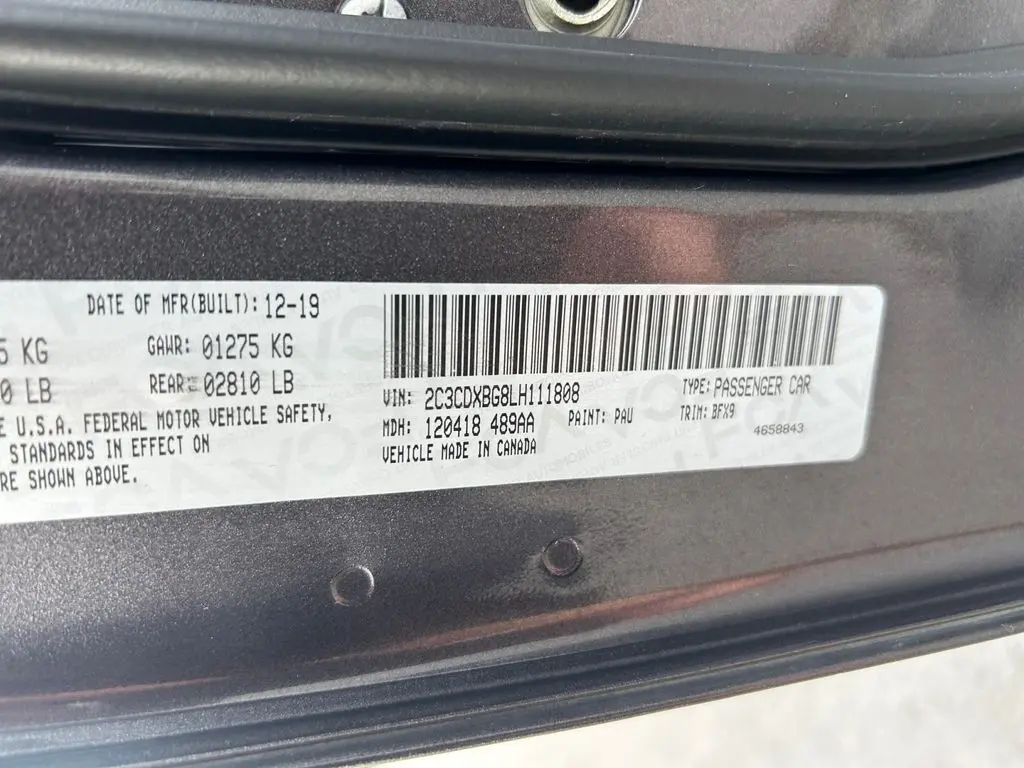 DATE OF MFR(BUILT): 12-19
5 KG GAWR: 01275 KG
0 LB REAR: 02810 LB
E U.S.A. FEDERAL MOTOR VEHICLE SAFETY,
STANDARDS IN EFFECT ON
RE SHOWN ABOVE.
VIN: 2C3CDXBG8LH111808 TYPE: PASSENGER CAR
MDH: 120418 489AA PAINT: PAU TRIM: BFX9
VEHICLE MADE IN CANADA 4658843